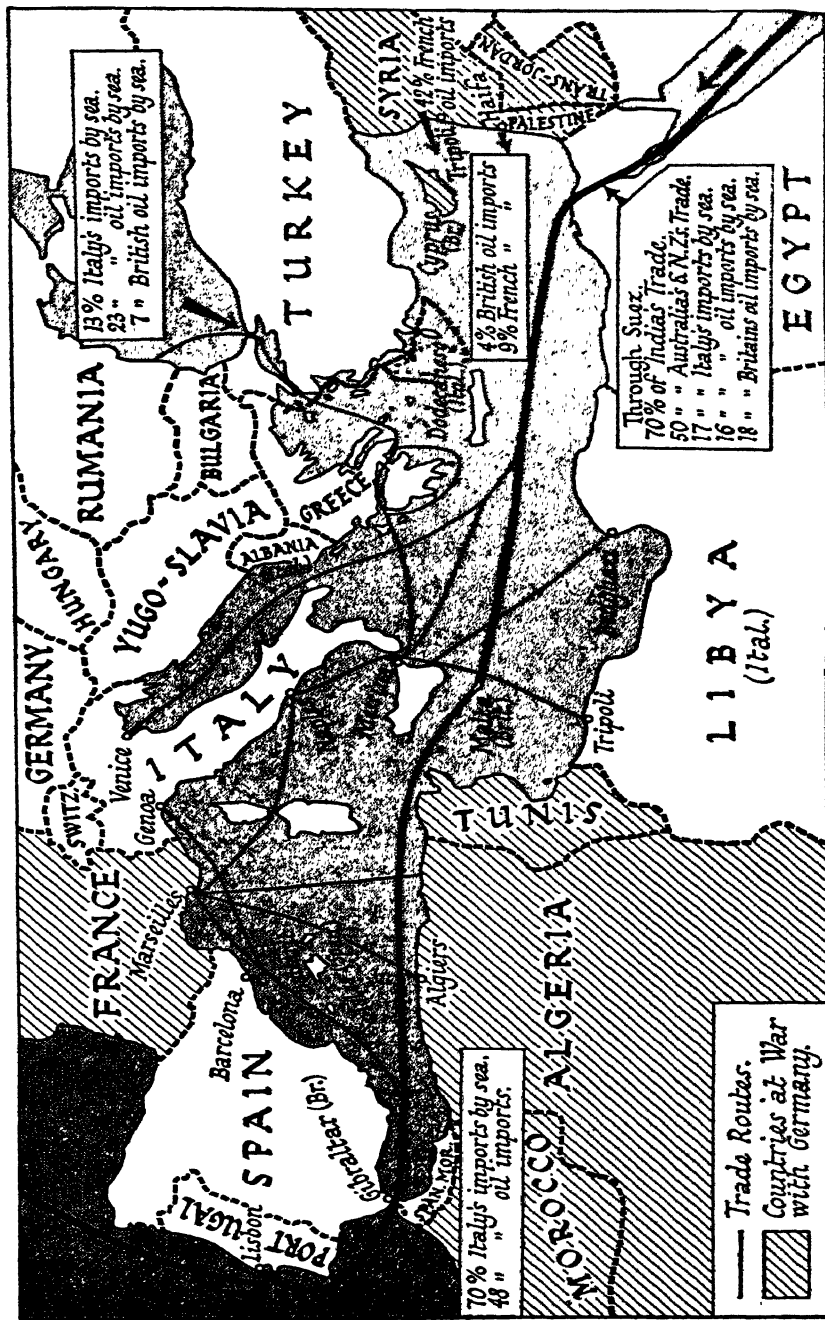 13% Italy's imports by sea.
23 " " oil imports by sea.
7 " British oil imports by sea.
RUMANIA
HUNGARY
GERMANY
SWITZ.
FRANCE
BULGARIA
YUGO-SLAVIA
ALBANIA
GREECE
TURKEY
SYRIA
Tripoli 42% French
oil imports
Haifa
TRANS-JORDAN
PALESTINE
Cyprus
(Br.)
4% British oil imports
9% French " "
Dodecanese
(Ital.)
Venice
Genoa
ITALY
Marseilles
Barcelona
SPAIN
PORTUGAL
Lisbon
Gibraltar (Br.)
SPAN. MOR.
Malta
(Brit.)
Tripoli
Algiers
TUNIS
ALGERIA
MOROCCO
LIBYA
(Ital.)
EGYPT
Through Suez.
70% of India's Trade.
50 " " Australia's & N.Z's. Trade.
17 " " Italy's imports by sea.
16 " " " oil imports by sea.
18 " " Britains oil imports by sea.
70% Italy's imports by sea.
48 " " oil imports.
Trade Routes.
Countries at War
with Germany.